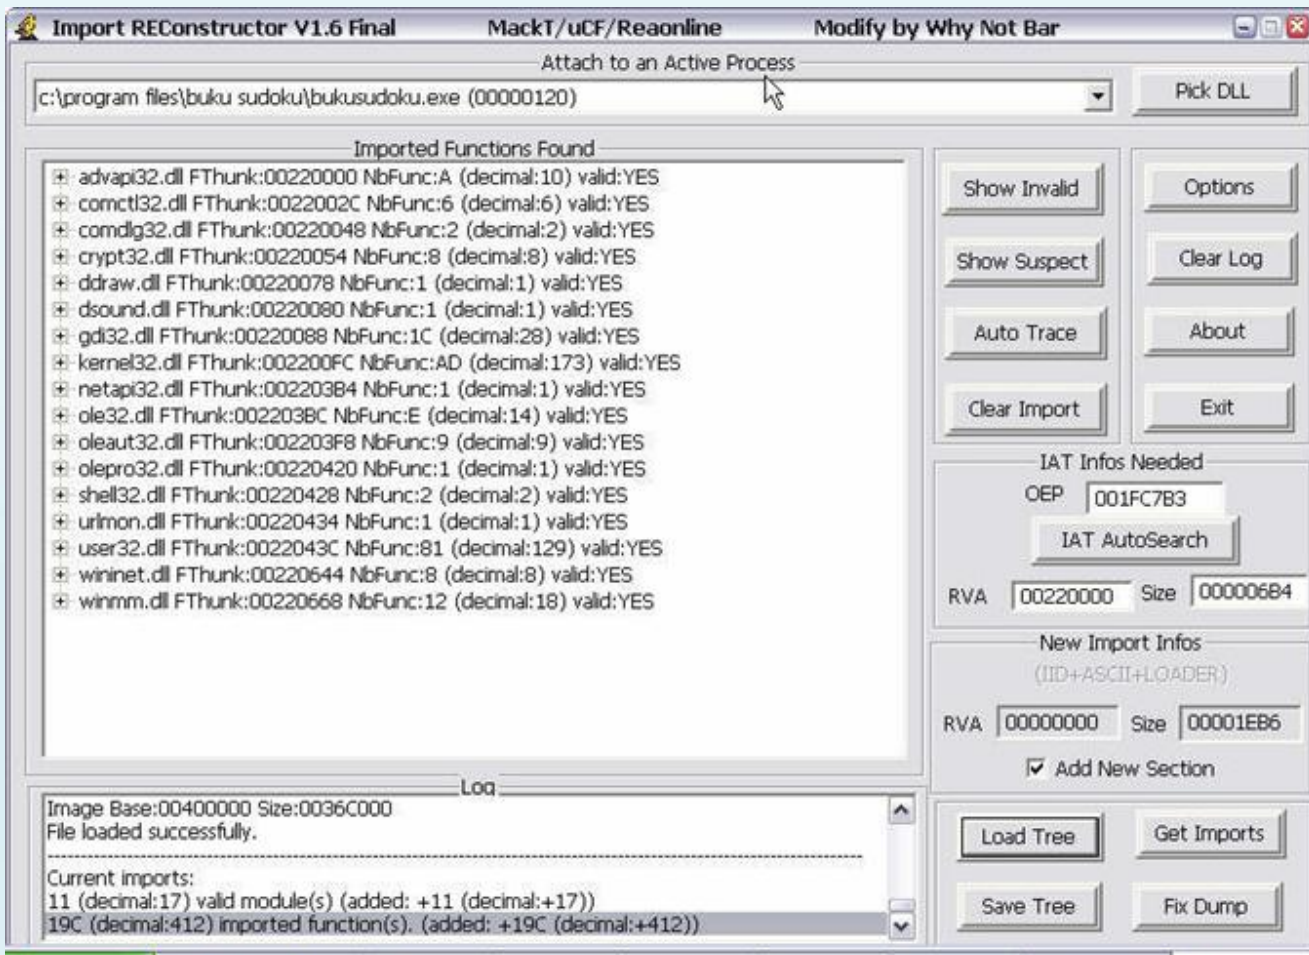 Import REConstructor V1.6 Final MackT/uCF/Reaonline Modify by Why Not Bar
Attach to an Active Process
c:\program files\buku sudoku\bukusudoku.exe (00000120)
Pick DLL
Imported Functions Found
advapi32.dll FThunk:00220000 NbFunc:A (decimal:10) valid:YES
comctl32.dll FThunk:0022002C NbFunc:6 (decimal:6) valid:YES
comdlg32.dll FThunk:00220048 NbFunc:2 (decimal:2) valid:YES
crypt32.dll FThunk:00220054 NbFunc:8 (decimal:8) valid:YES
ddraw.dll FThunk:00220078 NbFunc:1 (decimal:1) valid:YES
dsound.dll FThunk:00220080 NbFunc:1 (decimal:1) valid:YES
gdi32.dll FThunk:00220088 NbFunc:1C (decimal:28) valid:YES
kernel32.dll FThunk:002200FC NbFunc:AD (decimal:173) valid:YES
netapi32.dll FThunk:002203B4 NbFunc:1 (decimal:1) valid:YES
ole32.dll FThunk:002203BC NbFunc:E (decimal:14) valid:YES
oleaut32.dll FThunk:002203F8 NbFunc:9 (decimal:9) valid:YES
olepro32.dll FThunk:00220420 NbFunc:1 (decimal:1) valid:YES
shell32.dll FThunk:00220428 NbFunc:2 (decimal:2) valid:YES
urlmon.dll FThunk:00220434 NbFunc:1 (decimal:1) valid:YES
user32.dll FThunk:0022043C NbFunc:81 (decimal:129) valid:YES
wininet.dll FThunk:00220644 NbFunc:8 (decimal:8) valid:YES
winmm.dll FThunk:00220668 NbFunc:12 (decimal:18) valid:YES
Show Invalid
Options
Show Suspect
Clear Log
Auto Trace
About
Clear Import
Exit
IAT Infos Needed
OEP 001FC7B3
IAT AutoSearch
RVA 00220000 Size 000006B4
New Import Infos
(IID+ASCII+LOADER)
RVA 00000000 Size 00001EB6
Add New Section
Log
Image Base:00400000 Size:0036C000
File loaded successfully.
Current imports:
11 (decimal:17) valid module(s) (added: +11 (decimal:+17))
19C (decimal:412) imported function(s). (added: +19C (decimal:+412))
Load Tree
Get Imports
Save Tree
Fix Dump